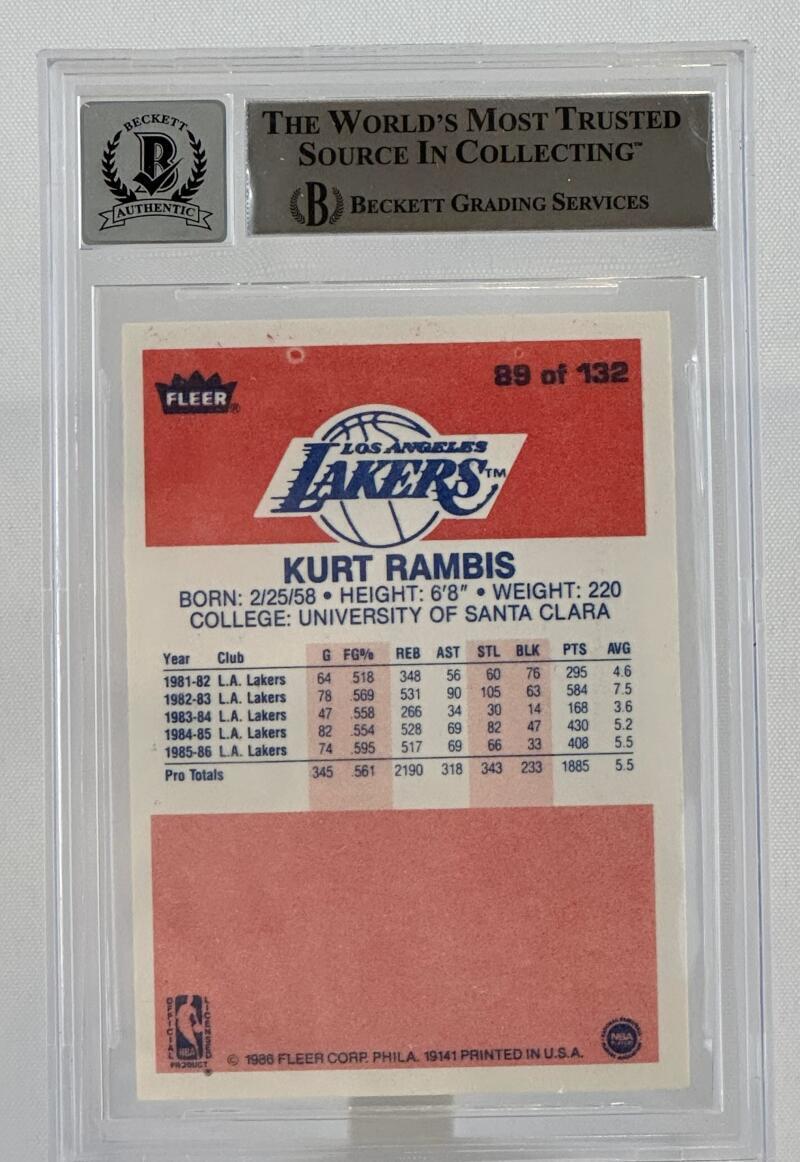 BECKETT
B
AUTHENTIC
THE WORLD'S MOST TRUSTED
SOURCE IN COLLECTING™
B BECKETT GRADING SERVICES
FLEER®
89 of 132
LOS ANGELES
LAKERS™
KURT RAMBIS
BORN: 2/25/58 • HEIGHT: 6'8" • WEIGHT: 220
COLLEGE: UNIVERSITY OF SANTA CLARA
Year Club G FG% REB AST STL BLK PTS AVG
1981-82 L.A. Lakers 64 .518 348 56 60 76 295 4.6
1982-83 L.A. Lakers 78 .569 531 90 105 63 584 7.5
1983-84 L.A. Lakers 47 .558 266 34 30 14 168 3.6
1984-85 L.A. Lakers 82 .554 528 69 82 47 430 5.2
1985-86 L.A. Lakers 74 .595 517 69 66 33 408 5.5
Pro Totals 345 .561 2190 318 343 233 1885 5.5
OFFICIAL LICENSED
NBA
PRODUCT ®
© 1986 FLEER CORP. PHILA. 19141 PRINTED IN U.S.A.
NBA